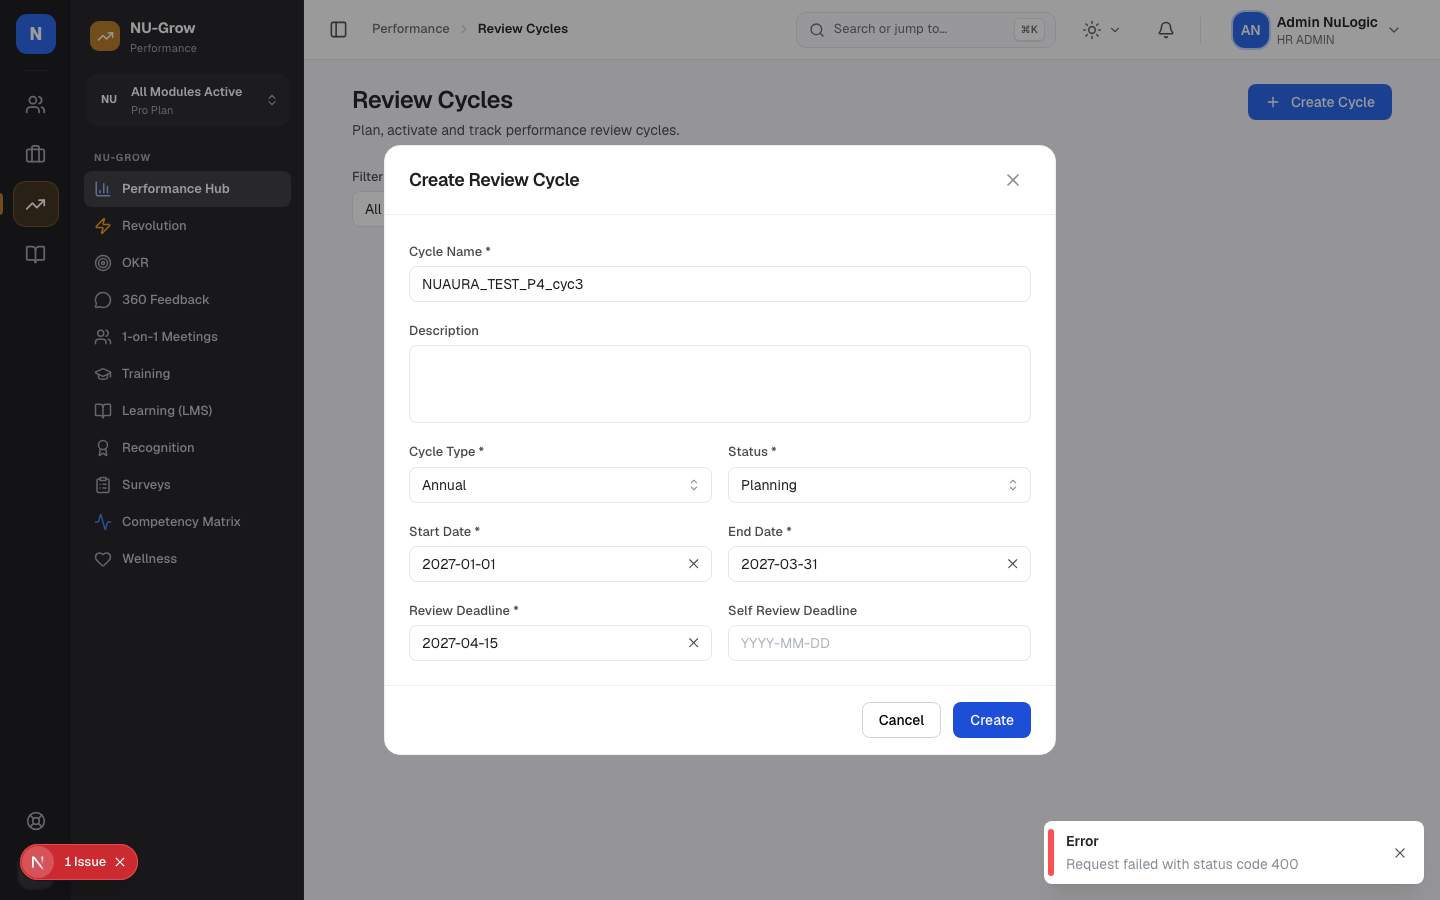 N
NU-Grow
Performance
NU
All Modules Active
Pro Plan
NU-GROW
Performance Hub
Revolution
OKR
360 Feedback
1-on-1 Meetings
Training
Learning (LMS)
Recognition
Surveys
Competency Matrix
Wellness
N
1 Issue
Performance
Review Cycles
Search or jump to...
⌘K
AN
Admin NuLogic
HR ADMIN
Review Cycles
Plan, activate and track performance review cycles.
Create Cycle
Filter
All
Create Review Cycle
Cycle Name *
NUAURA_TEST_P4_cyc3
Description
Cycle Type *
Status *
Annual
Planning
Start Date *
End Date *
2027-01-01
2027-03-31
Review Deadline *
Self Review Deadline
2027-04-15
YYYY-MM-DD
Cancel
Create
Error
Request failed with status code 400